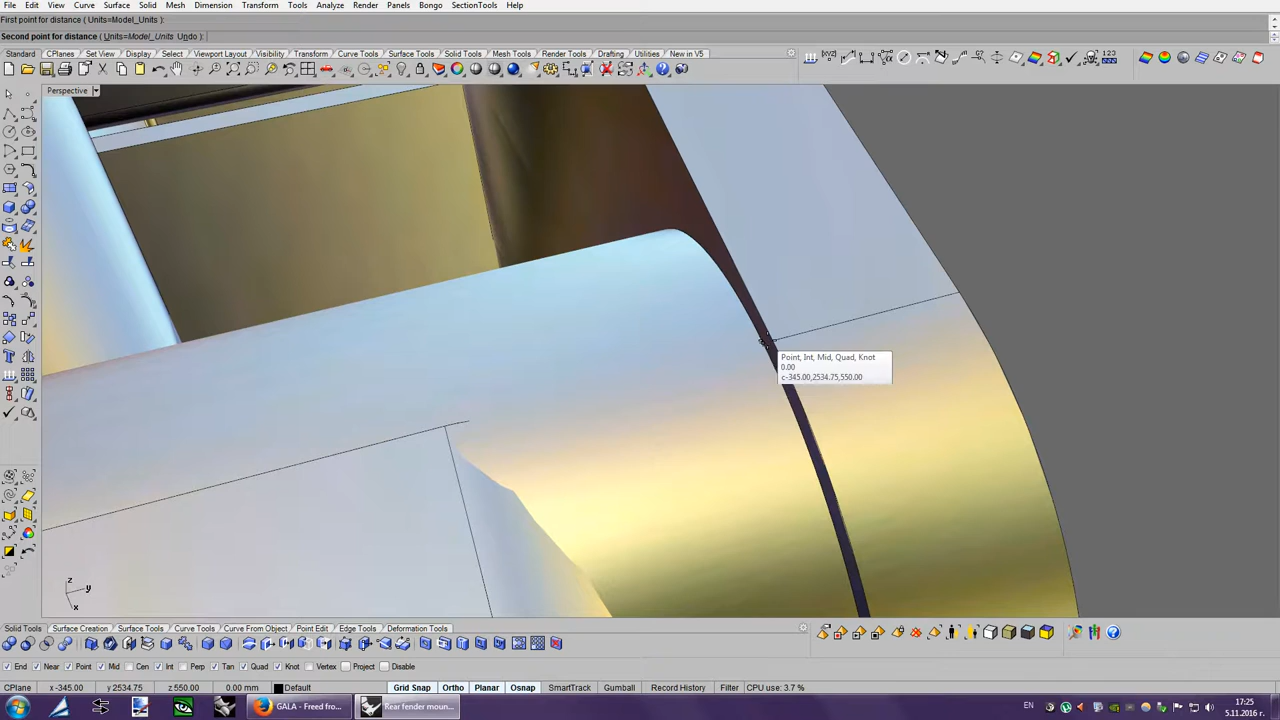 File Edit View Curve Surface Solid Mesh Dimension Transform Tools Analyze Render Panels Bongo SectionTools Help
First point for distance ( Units=Model_Units ):
Second point for distance ( Units=Model_Units Undo ):
Standard CPlanes Set View Display Select Viewport Layout Visibility Transform Curve Tools Surface Tools Solid Tools Mesh Tools Render Tools Drafting Utilities New in V5
Perspective
Point, Int, Mid, Quad, Knot
0.00
c-345.00,2534.75,550.00
z
y
x
Solid Tools Surface Creation Surface Tools Curve Tools Curve From Object Point Edit Edge Tools Deformation Tools
End Near Point Mid Cen Int Perp Tan Quad Knot Vertex Project Disable
CPlane x -345.00 y 2534.75 z 550.00 0.00 mm Default Grid Snap Ortho Planar Osnap SmartTrack Gumball Record History Filter CPU use: 3.7 %
GALA - Freed fro... Rear fender moun... EN 17:25
5.11.2016 г.